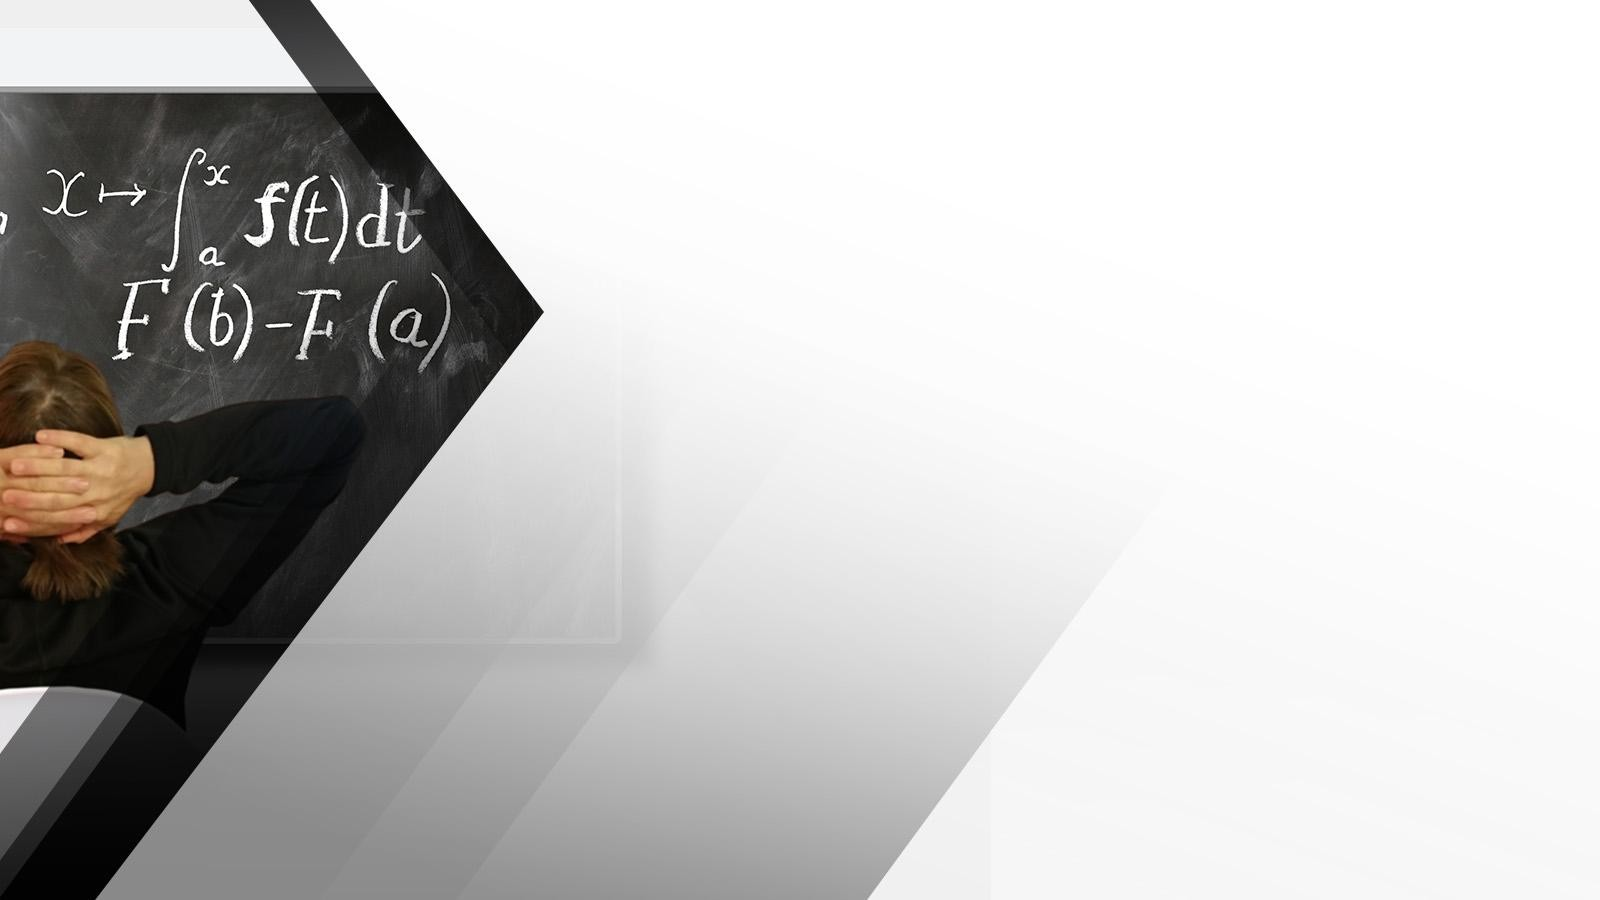 x ↦ ∫ₐˣ f(t)dt
F(b)-F(a)